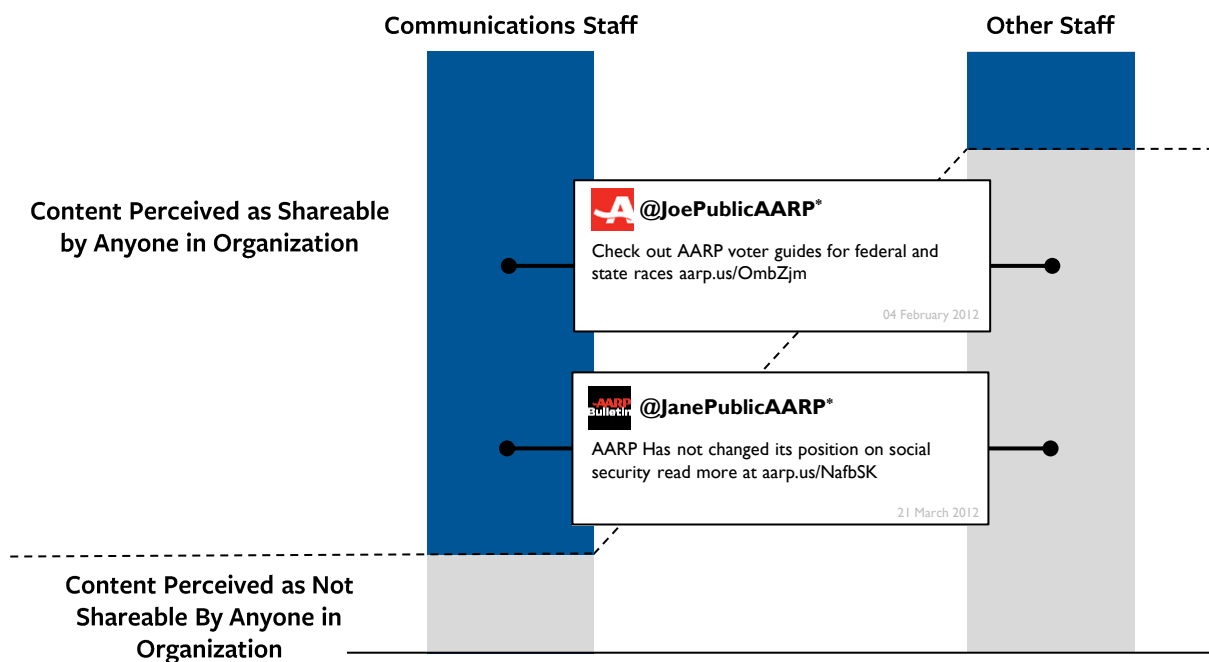 Communications Staff
Other Staff
Content Perceived as Shareable
by Anyone in Organization
@JoePublicAARP*
Check out AARP voter guides for federal and
state races aarp.us/OmbZjm
04 February 2012
AARP
Bulletin
@JanePublicAARP*
AARP Has not changed its position on social
security read more at aarp.us/NafbSK
21 March 2012
Content Perceived as Not
Shareable By Anyone in
Organization